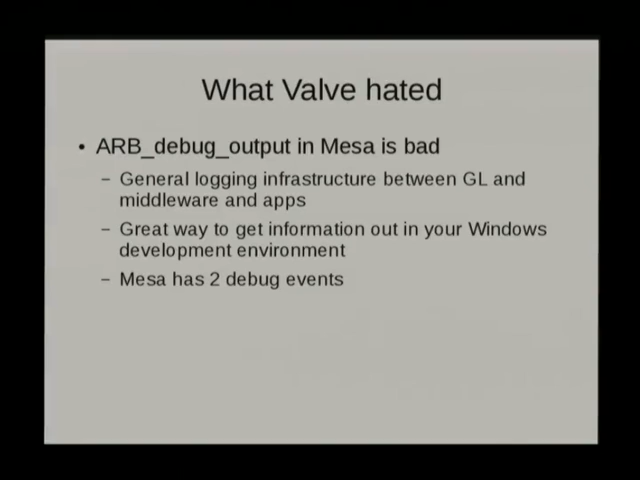 What Valve hated
• ARB_debug_output in Mesa is bad
– General logging infrastructure between GL and
middleware and apps
– Great way to get information out in your Windows
development environment
– Mesa has 2 debug events